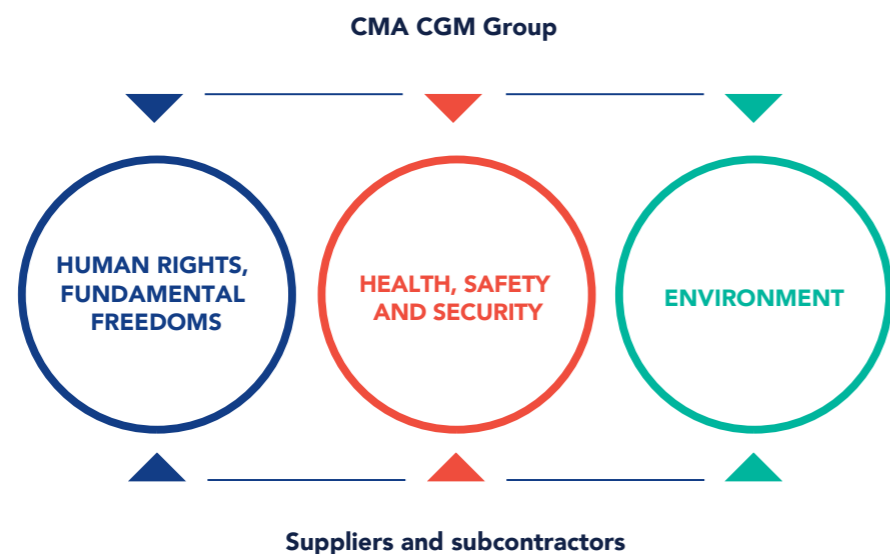 CMA CGM Group
HUMAN RIGHTS,
FUNDAMENTAL
FREEDOMS
HEALTH, SAFETY
AND SECURITY
ENVIRONMENT
Suppliers and subcontractors